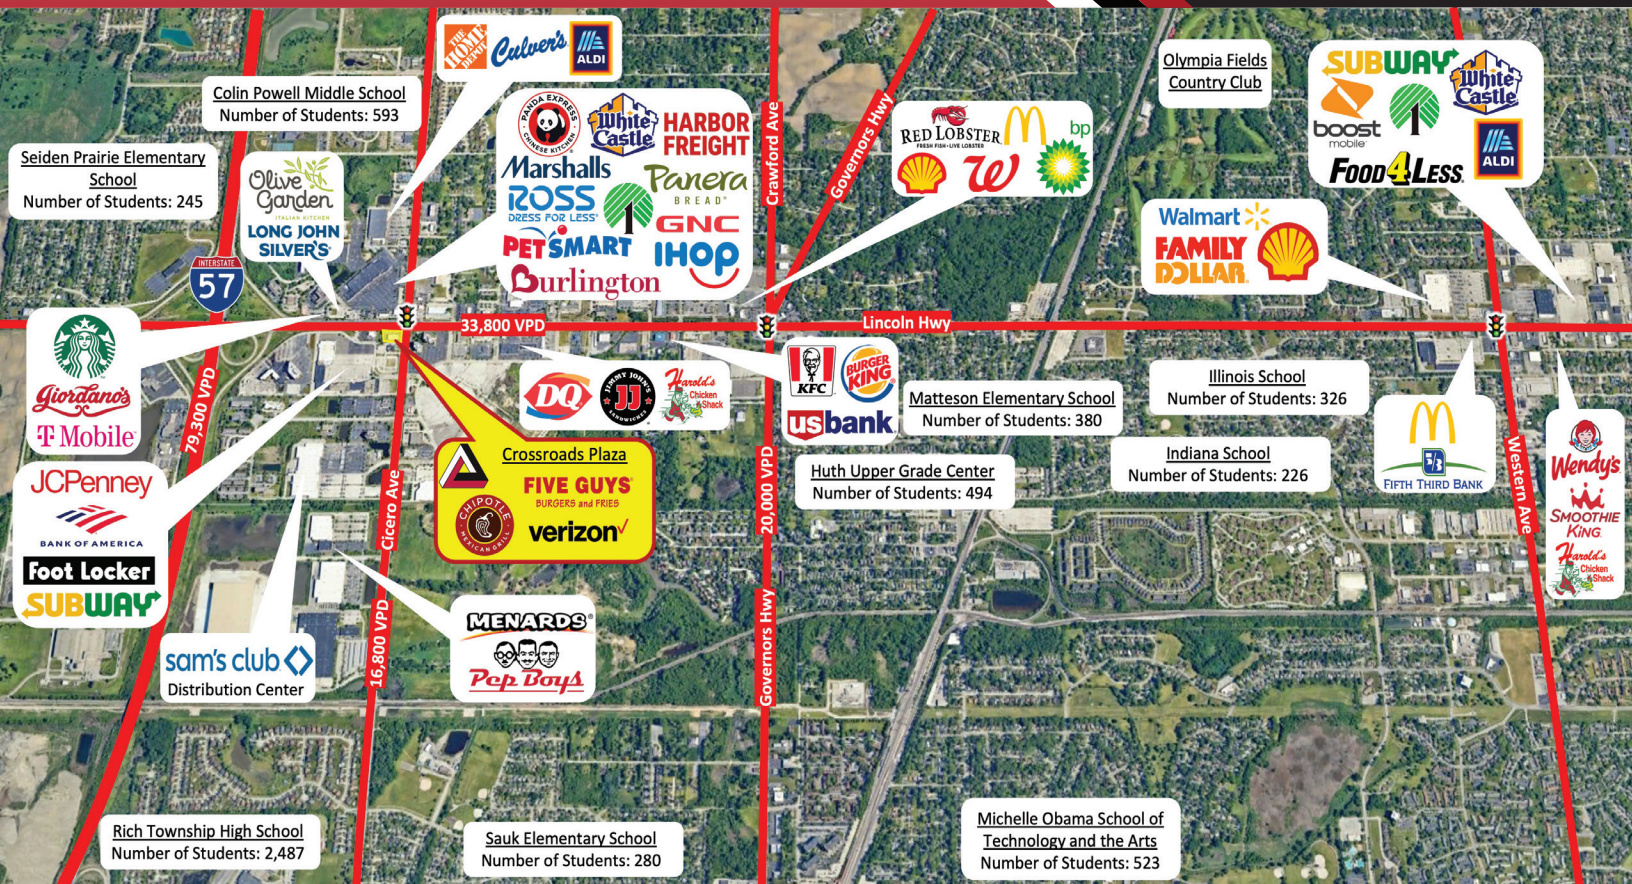 THE HOME DEPOT
Culver's
ALDI
Colin Powell Middle School
Number of Students: 593
Seiden Prairie Elementary
School
Number of Students: 245
Olive
Garden
ITALIAN KITCHEN
LONG JOHN
SILVER'S
INTERSTATE
57
PANDA EXPRESS
CHINESE KITCHEN
White
Castle
HARBOR
FREIGHT
Marshalls
Panera
BREAD®
ROSS
DRESS FOR LESS®
1
GNC
PETSMART
IHOP
Burlington
Crawford Ave
Governors Hwy
RED LOBSTER
FRESH FISH • LIVE LOBSTER
bp
W
Olympia Fields
Country Club
SUBWAY
White
Castle
boost
mobile
1
ALDI
FOOD 4 LESS.
Walmart
FAMILY
DOLLAR
33,800 VPD
Lincoln Hwy
Giordano's
T Mobile
79,300 VPD
JCPenney
BANK OF AMERICA
Foot Locker
SUBWAY
DQ
JIMMY JOHN'S
JJ
SANDWICHES
Harold's
Chicken
Shack
KFC
BURGER
KING
usbank
Matteson Elementary School
Number of Students: 380
Illinois School
Number of Students: 326
Indiana School
Number of Students: 226
Huth Upper Grade Center
Number of Students: 494
5/3
FIFTH THIRD BANK
Western Ave
Wendy's
SMOOTHIE
KING
Harold's
Chicken
Shack
Crossroads Plaza
FIVE GUYS®
BURGERS and FRIES
CHIPOTLE
MEXICAN GRILL
verizon
Cicero Ave
20,000 VPD
16,800 VPD
Governors Hwy
sam's club
Distribution Center
MENARDS®
Pep Boys
Rich Township High School
Number of Students: 2,487
Sauk Elementary School
Number of Students: 280
Michelle Obama School of
Technology and the Arts
Number of Students: 523